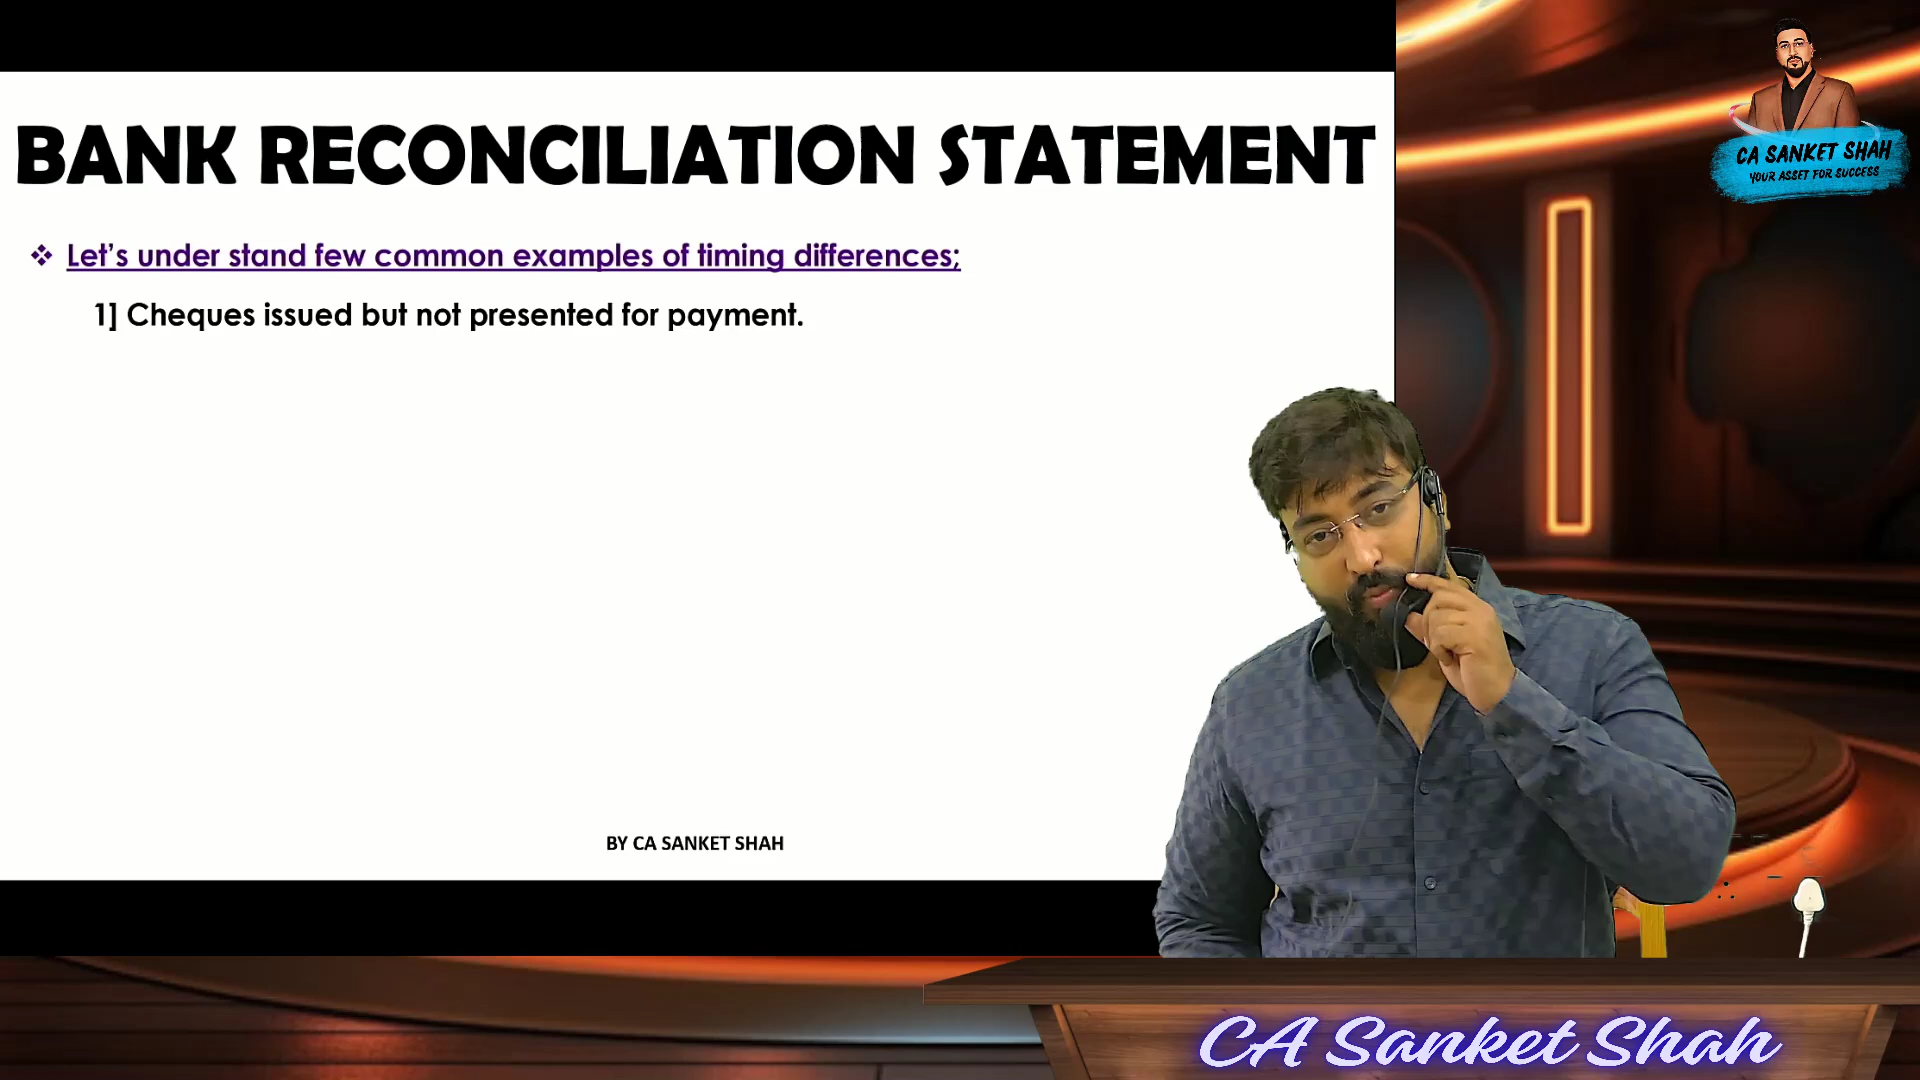 BANK RECONCILIATION STATEMENT
❖ Let's under stand few common examples of timing differences;
1] Cheques issued but not presented for payment.
BY CA SANKET SHAH
CA SANKET SHAH
YOUR ASSET FOR SUCCESS
CA Sanket Shah